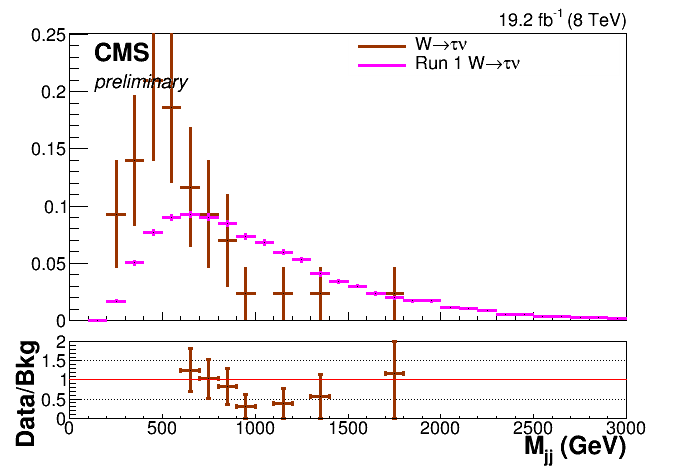 19.2 fb⁻¹ (8 TeV)
0.25
CMS
W→τν
preliminary
Run 1 W→τν
0.2
0.15
0.1
0.05
0
Data/Bkg
2
1.5
1
0.5
0
0 500 1000 1500 2000 2500 3000
M_jj (GeV)